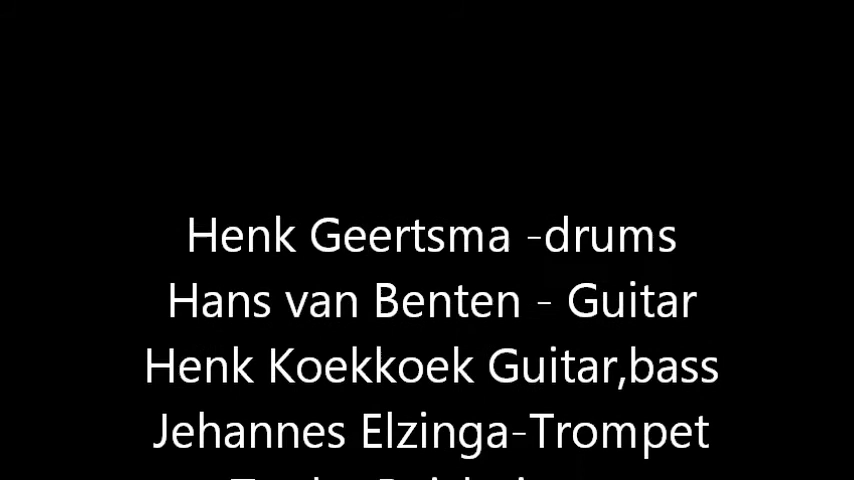 Henk Geertsma -drums
Hans van Benten - Guitar
Henk Koekkoek Guitar,bass
Jehannes Elzinga-Trompet